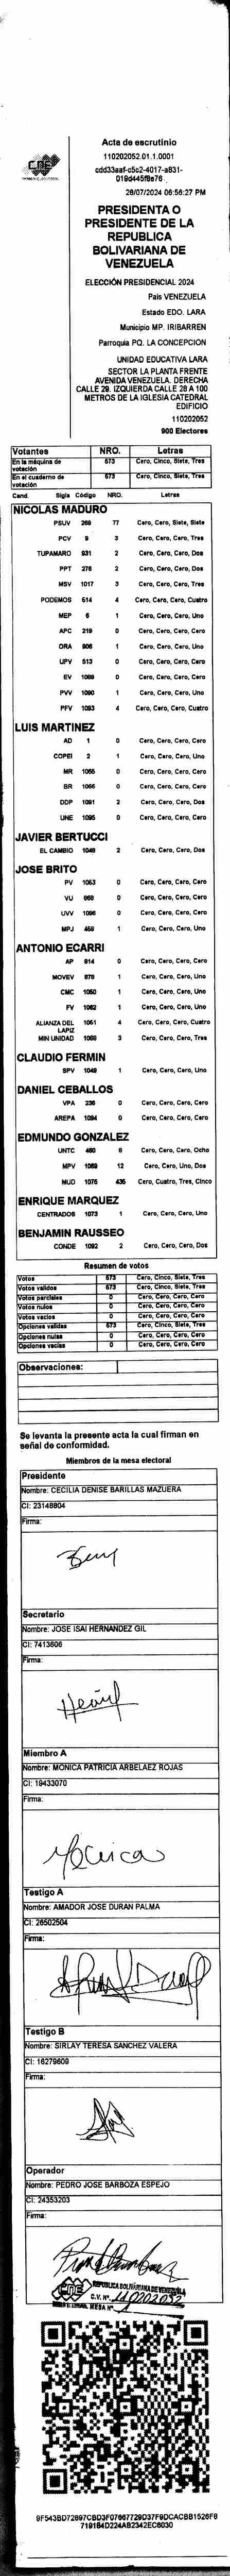 CNE
Acta de escrutinio
110202052.01.1.0001
cdd33aaf-c5c2-4017-a831-
019d445f8e76
28/07/2024 06:56:27 PM
PRESIDENTA O
PRESIDENTE DE LA
REPUBLICA
BOLIVARIANA DE
VENEZUELA
ELECCIÓN PRESIDENCIAL 2024
País VENEZUELA
Estado EDO. LARA
Municipio MP. IRIBARREN
Parroquia PQ. LA CONCEPCION
UNIDAD EDUCATIVA LARA
SECTOR LA PLANTA FRENTE
AVENIDA VENEZUELA. DERECHA
CALLE 29. IZQUIERDA CALLE 28 A 100
METROS DE LA IGLESIA CATEDRAL
EDIFICIO
110202052
900 Electores
Votantes NRO. Letras
En la máquina de votación 573 Cero, Cinco, Siete, Tres
En el cuaderno de votación 573 Cero, Cinco, Siete, Tres
Cand. Sigla Código NRO. Letras
NICOLAS MADURO
PSUV 269 77 Cero, Cero, Siete, Siete
PCV 9 3 Cero, Cero, Cero, Tres
TUPAMARO 931 2 Cero, Cero, Cero, Dos
PPT 276 2 Cero, Cero, Cero, Dos
MSV 1017 3 Cero, Cero, Cero, Tres
PODEMOS 514 4 Cero, Cero, Cero, Cuatro
MEP 6 1 Cero, Cero, Cero, Uno
APC 219 0 Cero, Cero, Cero, Cero
ORA 906 1 Cero, Cero, Cero, Uno
UPV 513 0 Cero, Cero, Cero, Cero
EV 1089 0 Cero, Cero, Cero, Cero
PVV 1090 1 Cero, Cero, Cero, Uno
PFV 1093 4 Cero, Cero, Cero, Cuatro
LUIS MARTINEZ
AD 1 0 Cero, Cero, Cero, Cero
COPEI 2 1 Cero, Cero, Cero, Uno
MR 1065 0 Cero, Cero, Cero, Cero
BR 1066 0 Cero, Cero, Cero, Cero
DDP 1091 2 Cero, Cero, Cero, Dos
UNE 1095 0 Cero, Cero, Cero, Cero
JAVIER BERTUCCI
EL CAMBIO 1048 2 Cero, Cero, Cero, Dos
JOSE BRITO
PV 1053 0 Cero, Cero, Cero, Cero
VU 868 0 Cero, Cero, Cero, Cero
UVV 1096 0 Cero, Cero, Cero, Cero
MPJ 458 1 Cero, Cero, Cero, Uno
ANTONIO ECARRI
AP 814 0 Cero, Cero, Cero, Cero
MOVEV 879 1 Cero, Cero, Cero, Uno
CMC 1050 1 Cero, Cero, Cero, Uno
FV 1062 1 Cero, Cero, Cero, Uno
ALIANZA DEL LAPIZ 1051 4 Cero, Cero, Cero, Cuatro
MIN UNIDAD 1068 3 Cero, Cero, Cero, Tres
CLAUDIO FERMIN
SPV 1049 1 Cero, Cero, Cero, Uno
DANIEL CEBALLOS
VPA 236 0 Cero, Cero, Cero, Cero
AREPA 1094 0 Cero, Cero, Cero, Cero
EDMUNDO GONZALEZ
UNTC 460 8 Cero, Cero, Cero, Ocho
MPV 1069 12 Cero, Cero, Uno, Dos
MUD 1076 435 Cero, Cuatro, Tres, Cinco
ENRIQUE MARQUEZ
CENTRADOS 1073 1 Cero, Cero, Cero, Uno
BENJAMIN RAUSSEO
CONDE 1092 2 Cero, Cero, Cero, Dos
Resumen de votos
Votos 573 Cero, Cinco, Siete, Tres
Votos validos 573 Cero, Cinco, Siete, Tres
Votos parciales 0 Cero, Cero, Cero, Cero
Votos nulos 0 Cero, Cero, Cero, Cero
Votos vacios 0 Cero, Cero, Cero, Cero
Opciones validas 573 Cero, Cinco, Siete, Tres
Opciones nulas 0 Cero, Cero, Cero, Cero
Opciones vacias 0 Cero, Cero, Cero, Cero
Observaciones:
Se levanta la presente acta la cual firman en
señal de conformidad.
Miembros de la mesa electoral
Presidente
Nombre: CECILIA DENISE BARILLAS MAZUERA
CI: 23148804
Firma:
Secretario
Nombre: JOSE ISAI HERNANDEZ GIL
CI: 7413606
Firma:
Miembro A
Nombre: MONICA PATRICIA ARBELAEZ ROJAS
CI: 19433070
Firma:
Monica
Testigo A
Nombre: AMADOR JOSE DURAN PALMA
CI: 26502504
Firma:
Testigo B
Nombre: SIRLAY TERESA SANCHEZ VALERA
CI: 16279609
Firma:
Operador
Nombre: PEDRO JOSE BARBOZA ESPEJO
CI: 24353203
Firma:
CNE REPUBLICA BOLIVARIANA DE VENEZUELA
C.V. Nº. 110202052
MESA Nº. 1
9F543BD72697CBD3F07667729D37F9DCACBB1526F8
719184D224AB2342EC6030